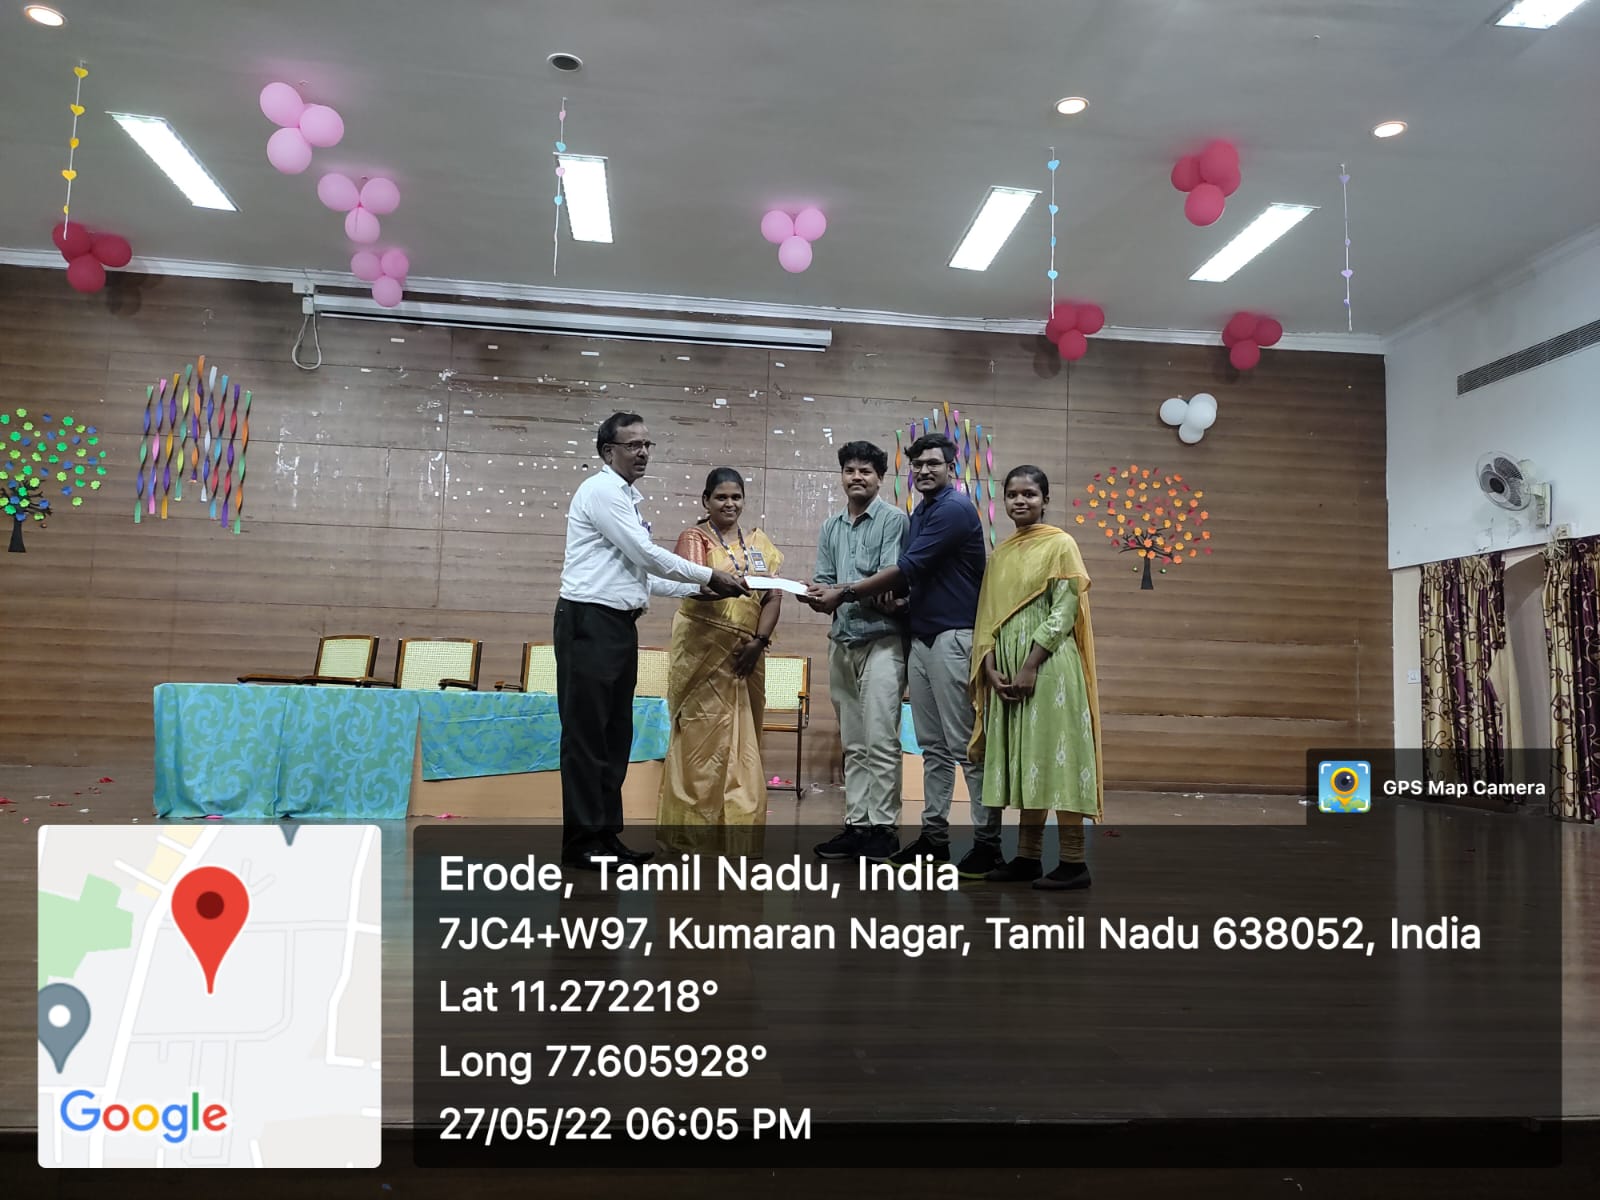 GPS Map Camera
Erode, Tamil Nadu, India
7JC4+W97, Kumaran Nagar, Tamil Nadu 638052, India
Lat 11.272218°
Long 77.605928°
27/05/22 06:05 PM
Google